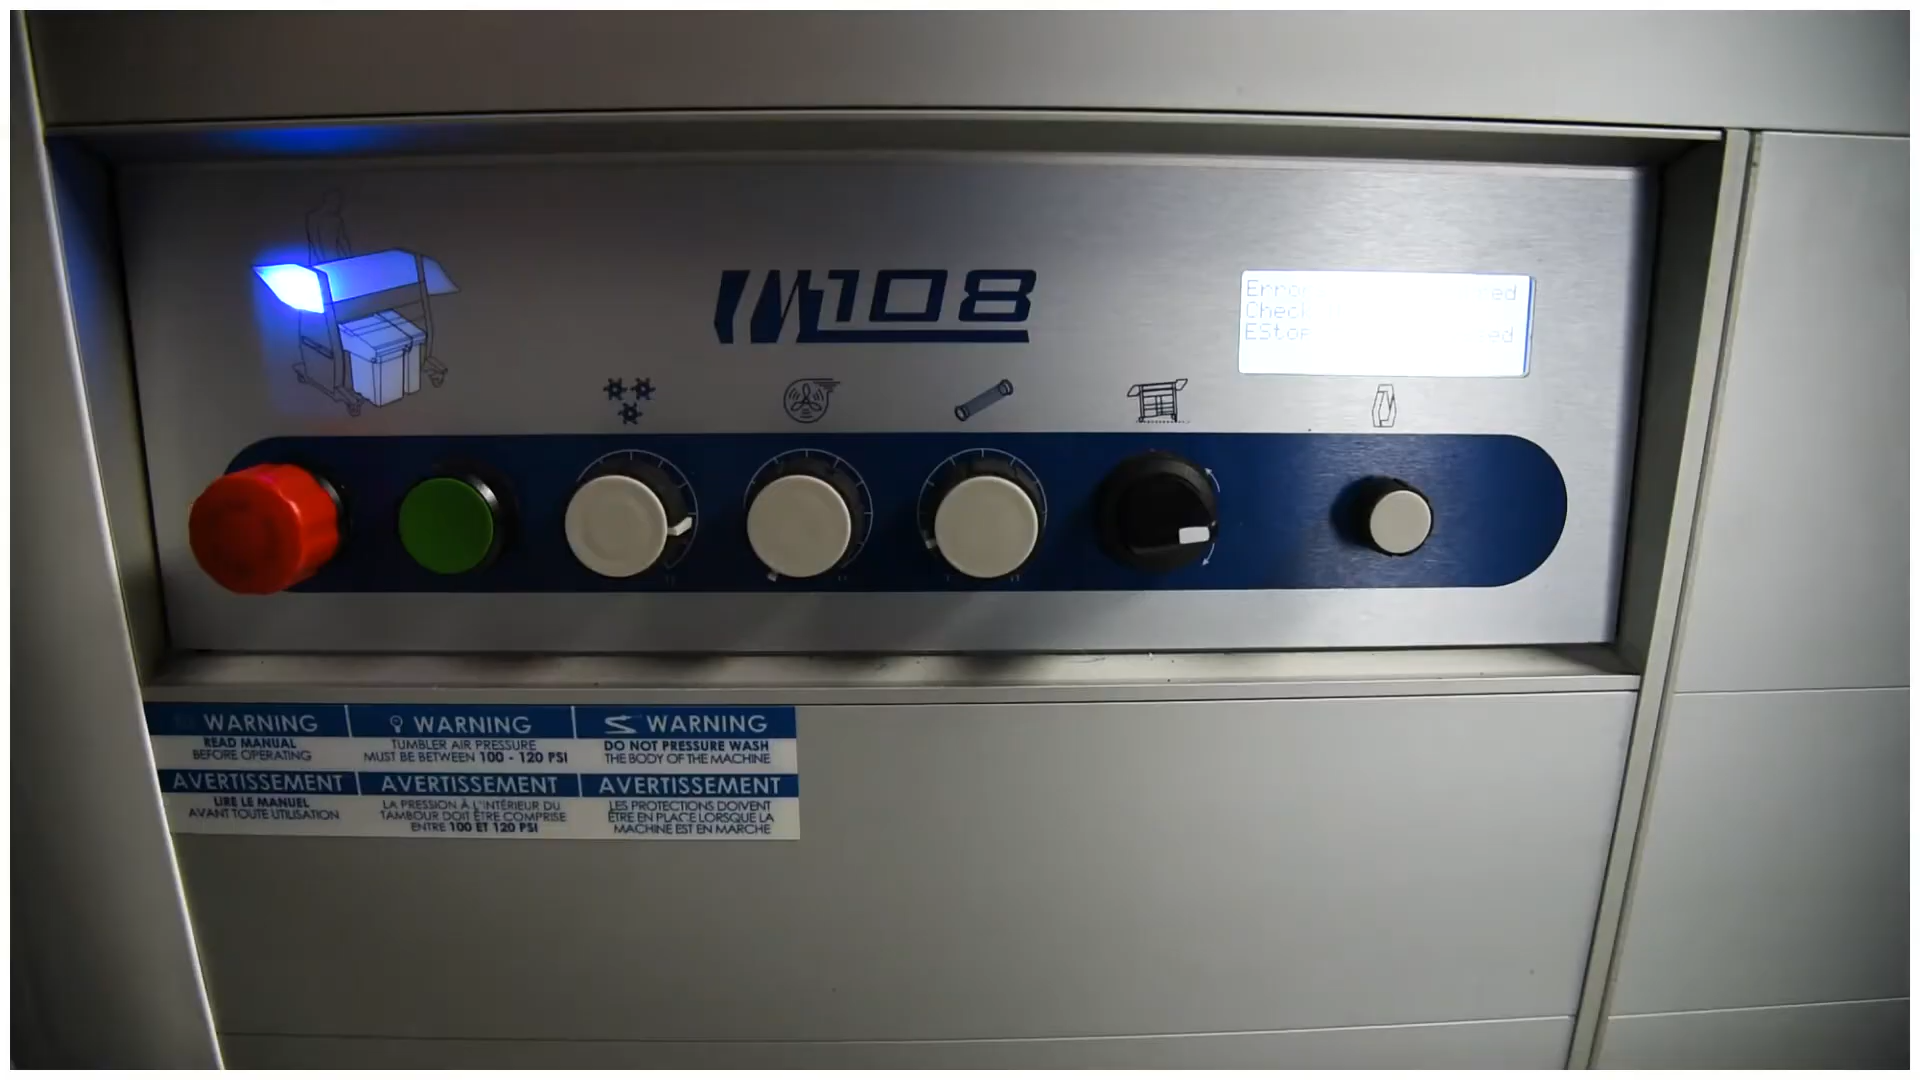 M108
Check
WARNING
READ MANUAL
BEFORE OPERATING
WARNING
TUMBLER AIR PRESSURE
MUST BE BETWEEN 100 - 120 PSI
WARNING
DO NOT PRESSURE WASH
THE BODY OF THE MACHINE
AVERTISSEMENT
LIRE LE MANUEL
AVANT TOUTE UTILISATION
AVERTISSEMENT
LA PRESSION À L'INTÉRIEUR DU
TAMBOUR DOIT ÊTRE COMPRISE
ENTRE 100 ET 120 PSI
AVERTISSEMENT
LES PROTECTIONS DOIVENT
ÊTRE EN PLACE LORSQUE LA
MACHINE EST EN MARCHE